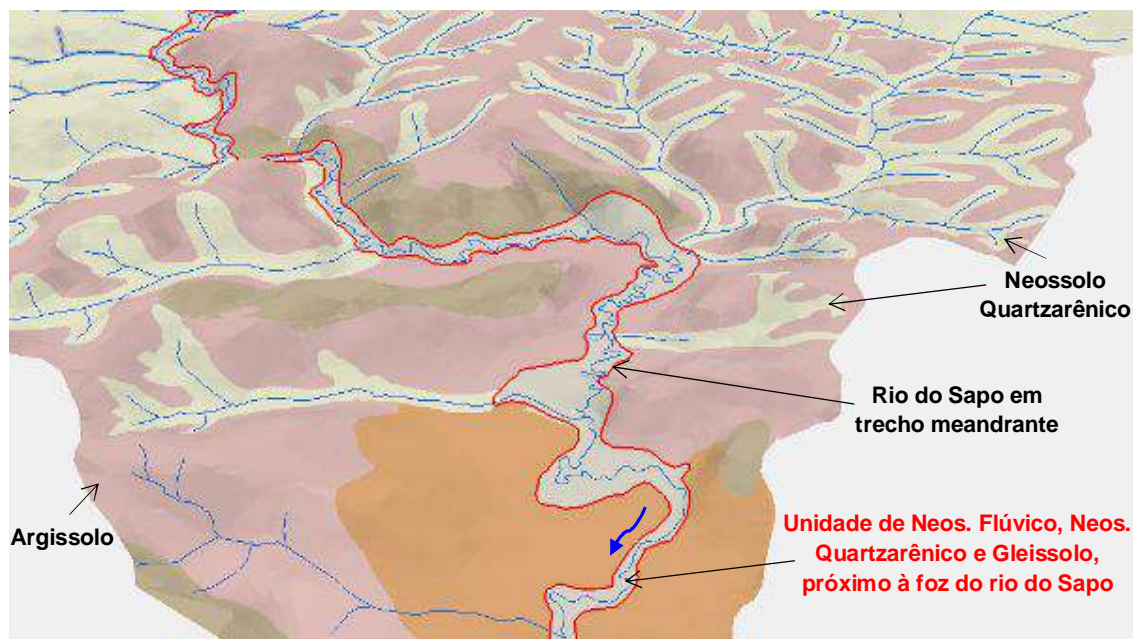 Neossolo
Quartzarênico
Rio do Sapo em
trecho meandrante
Argissolo
Unidade de Neos. Flúvico, Neos.
Quartzarênico e Gleissolo,
próximo à foz do rio do Sapo